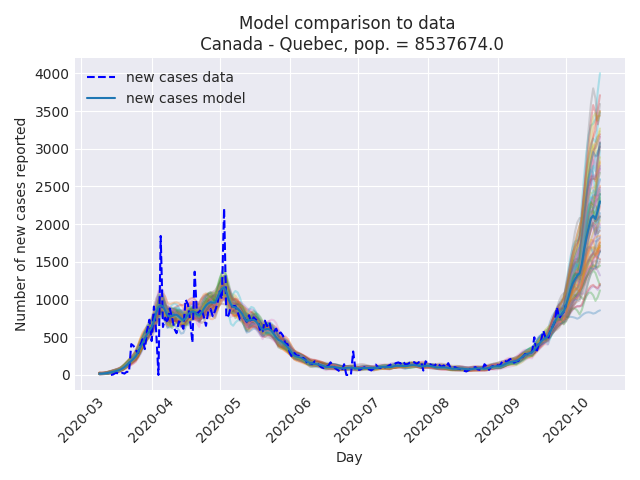 Model comparison to data
Canada - Quebec, pop. = 8537674.0
new cases data
new cases model
Number of new cases reported
4000
3500
3000
2500
2000
1500
1000
500
0
2020-03
2020-04
2020-05
2020-06
2020-07
2020-08
2020-09
2020-10
Day